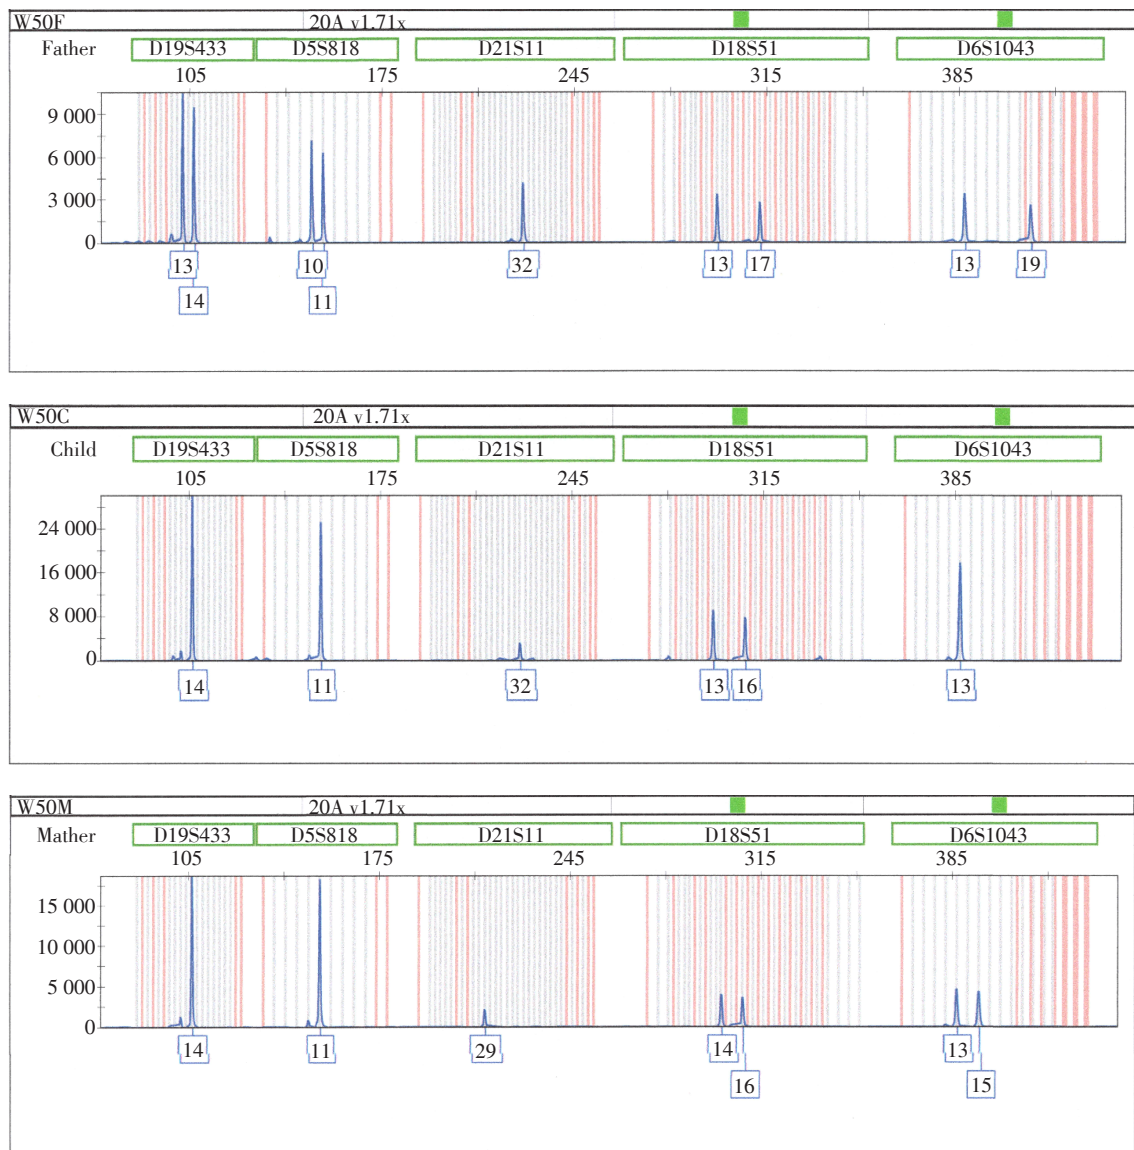 W50F 20A v1.71x
Father D19S433 D5S818 D21S11 D18S51 D6S1043
105 175 245 315 385
9 000
6 000
3 000
0
13 10 32 13 17 13 19
14 11
W50C 20A v1.71x
Child D19S433 D5S818 D21S11 D18S51 D6S1043
105 175 245 315 385
24 000
16 000
8 000
0
14 11 32 13 16 13
W50M 20A v1.71x
Mather D19S433 D5S818 D21S11 D18S51 D6S1043
105 175 245 315 385
15 000
10 000
5 000
0
14 11 29 14 13
16 15